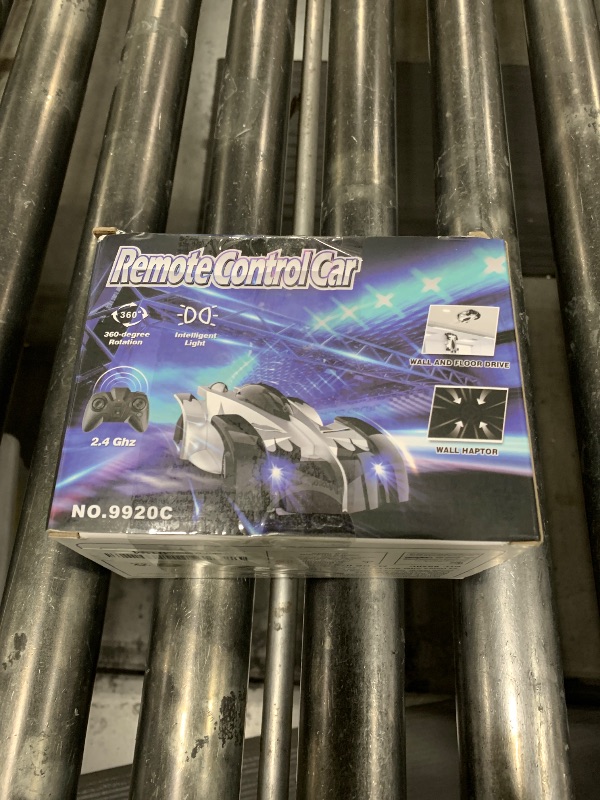 Remote Control Car
360°
360-degree
Rotation
Intelligent
Light
WALL AND FLOOR DRIVE
2.4 Ghz
WALL HAPTOR
NO.9920C